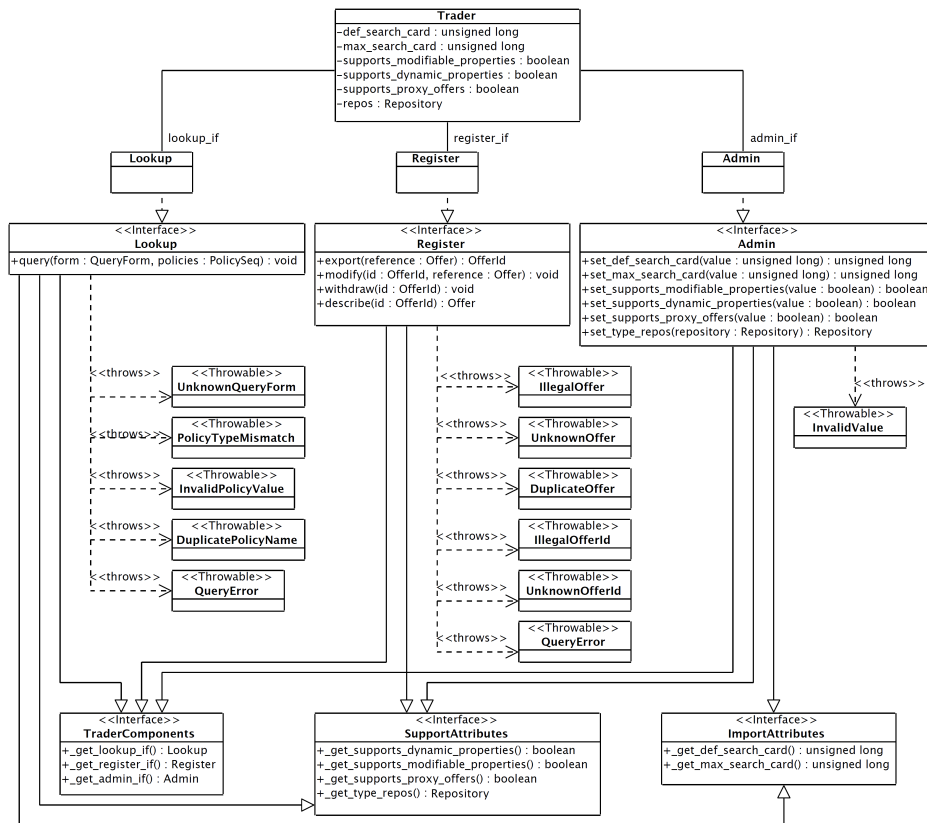 Trader
-def_search_card : unsigned long
-max_search_card : unsigned long
-supports_modifiable_properties : boolean
-supports_dynamic_properties : boolean
-supports_proxy_offers : boolean
-repos : Repository
lookup_if
register_if
admin_if
Lookup
Register
Admin
<<Interface>>
Lookup
+query(form : QueryForm, policies : PolicySeq) : void
<<Interface>>
Register
+export(reference : Offer) : OfferId
+modify(id : OfferId, reference : Offer) : void
+withdraw(id : OfferId) : void
+describe(id : OfferId) : Offer
<<Interface>>
Admin
+set_def_search_card(value : unsigned long) : unsigned long
+set_max_search_card(value : unsigned long) : unsigned long
+set_supports_modifiable_properties(value : boolean) : boolean
+set_supports_dynamic_properties(value : boolean) : boolean
+set_supports_proxy_offers(value : boolean) : boolean
+set_type_repos(repository : Repository) : Repository
<<throws>>
<<Throwable>>
UnknownQueryForm
<<throws>>
<<Throwable>>
PolicyTypeMismatch
<<throws>>
<<Throwable>>
InvalidPolicyValue
<<throws>>
<<Throwable>>
DuplicatePolicyName
<<throws>>
<<Throwable>>
QueryError
<<throws>>
<<Throwable>>
IllegalOffer
<<throws>>
<<Throwable>>
UnknownOffer
<<throws>>
<<Throwable>>
DuplicateOffer
<<throws>>
<<Throwable>>
IllegalOfferId
<<throws>>
<<Throwable>>
UnknownOfferId
<<throws>>
<<Throwable>>
QueryError
<<throws>>
<<Throwable>>
InvalidValue
<<Interface>>
TraderComponents
+_get_lookup_if() : Lookup
+_get_register_if() : Register
+_get_admin_if() : Admin
<<Interface>>
SupportAttributes
+_get_supports_dynamic_properties() : boolean
+_get_supports_modifiable_properties() : boolean
+_get_supports_proxy_offers() : boolean
+_get_type_repos() : Repository
<<Interface>>
ImportAttributes
+_get_def_search_card() : unsigned long
+_get_max_search_card() : unsigned long